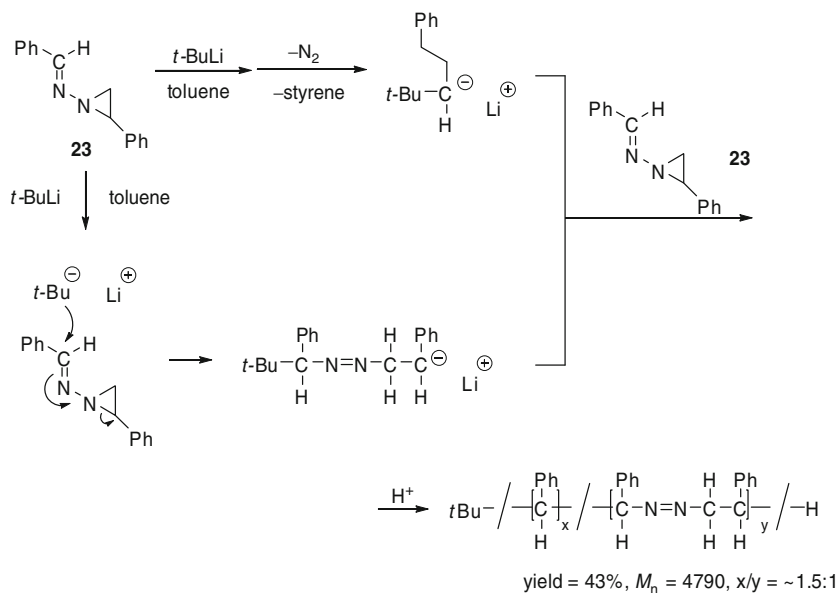 Ph H
C
N
N
Ph
23
t-BuLi
toluene
–N2
–styrene
Ph
t-Bu–C⊖ Li⊕
H
Ph H
C
N
N
Ph
23
t-BuLi toluene
t-Bu⊖ Li⊕
Ph H
C
N
N
Ph
Ph H Ph
t-Bu–C–N=N–C–C⊖ Li⊕
H H H
H+
Ph Ph H Ph
tBu–/–[C]x–/–[C–N=N–C–C]y–/–H
H H H H
yield = 43%, Mn = 4790, x/y = ~1.5:1